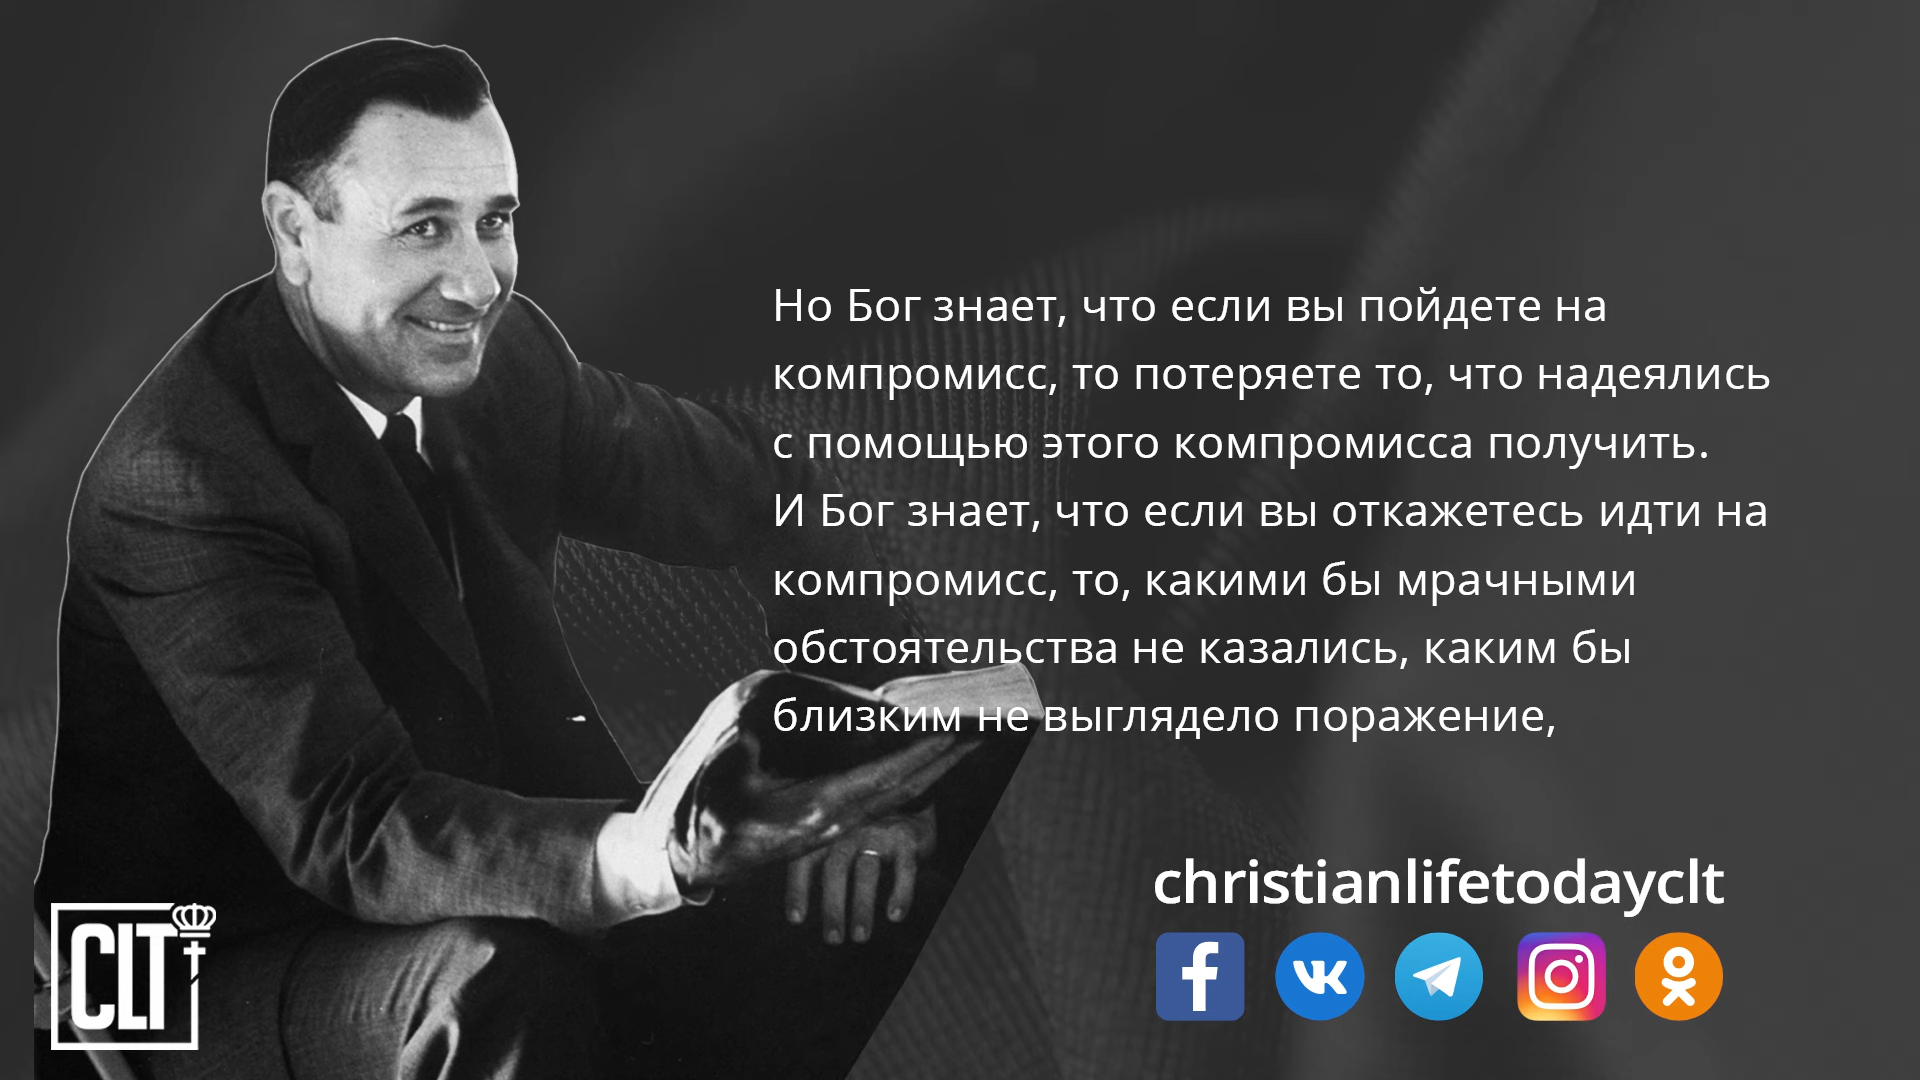 Но Бог знает, что если вы пойдете на
компромисс, то потеряете то, что надеялись
с помощью этого компромисса получить.
И Бог знает, что если вы откажетесь идти на
компромисс, то, какими бы мрачными
обстоятельства не казались, каким бы
близким не выглядело поражение,
christianlifetodayclt
CLT